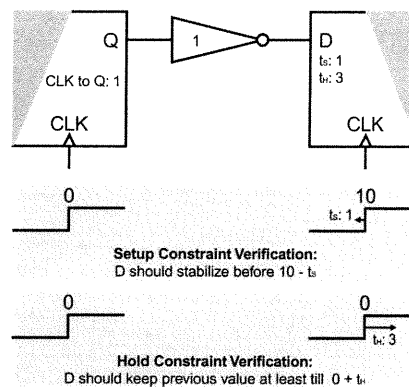 Q
1
D
tS: 1
tH: 3
CLK to Q: 1
CLK
CLK
0
10
tS: 1
Setup Constraint Verification:
D should stabilize before 10 - tS
0
0
tH: 3
Hold Constraint Verification:
D should keep previous value at least till 0 + tH